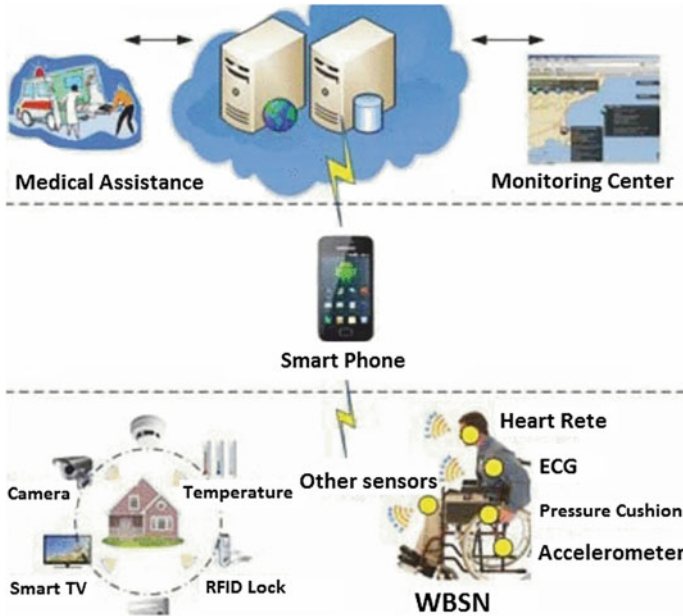 Medical Assistance
Monitoring Center
Smart Phone
Heart Rete
Other sensors
ECG
Camera
Temperature
Pressure Cushion
Accelerometer
Smart TV
RFID Lock
WBSN